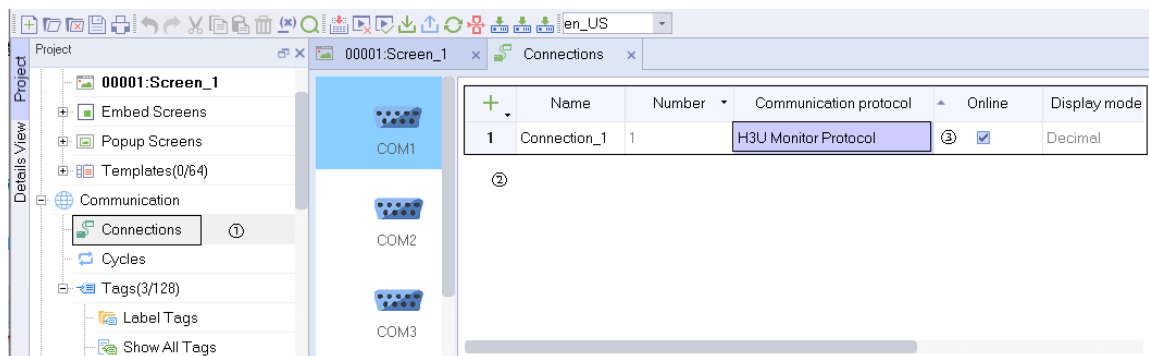 en_US
Project
00001:Screen_1
Connections
Project
Details View
00001:Screen_1
Embed Screens
Popup Screens
Templates(0/64)
Communication
Connections ①
Cycles
Tags(3/128)
Label Tags
Show All Tags
COM1
COM2
COM3
Name Number Communication protocol Online Display mode
1 Connection_1 1 H3U Monitor Protocol ③ Decimal
②